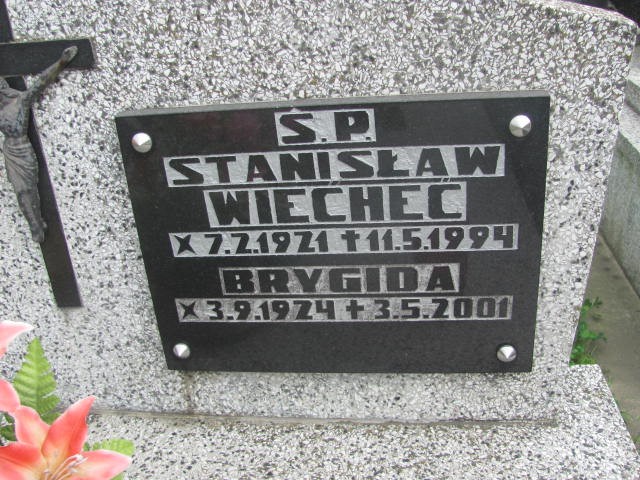 S.P.
STANISŁAW
WIEĆHEĆ
× 7.2.1921 † 11.5.1994
BRYGIDA
× 3.9.1924 † 3.5.2001